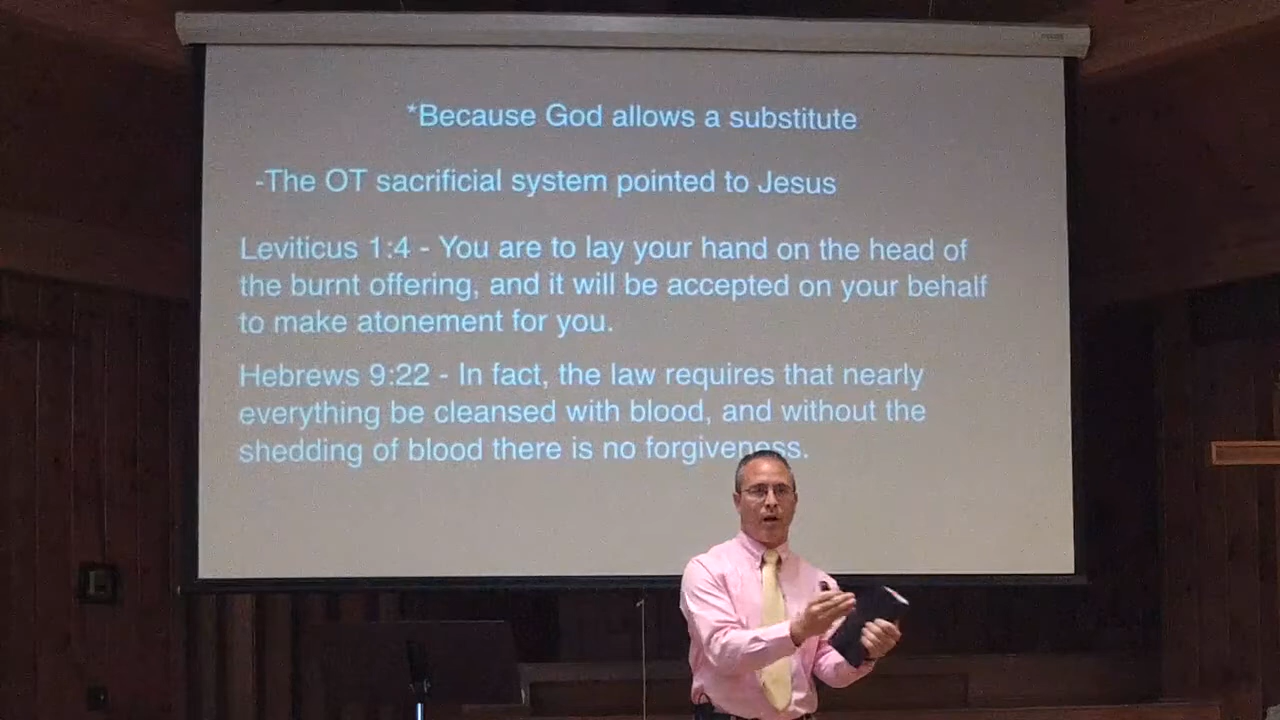 *Because God allows a substitute
-The OT sacrificial system pointed to Jesus
Leviticus 1:4 - You are to lay your hand on the head of
the burnt offering, and it will be accepted on your behalf
to make atonement for you.
Hebrews 9:22 - In fact, the law requires that nearly
everything be cleansed with blood, and without the
shedding of blood there is no forgiveness.